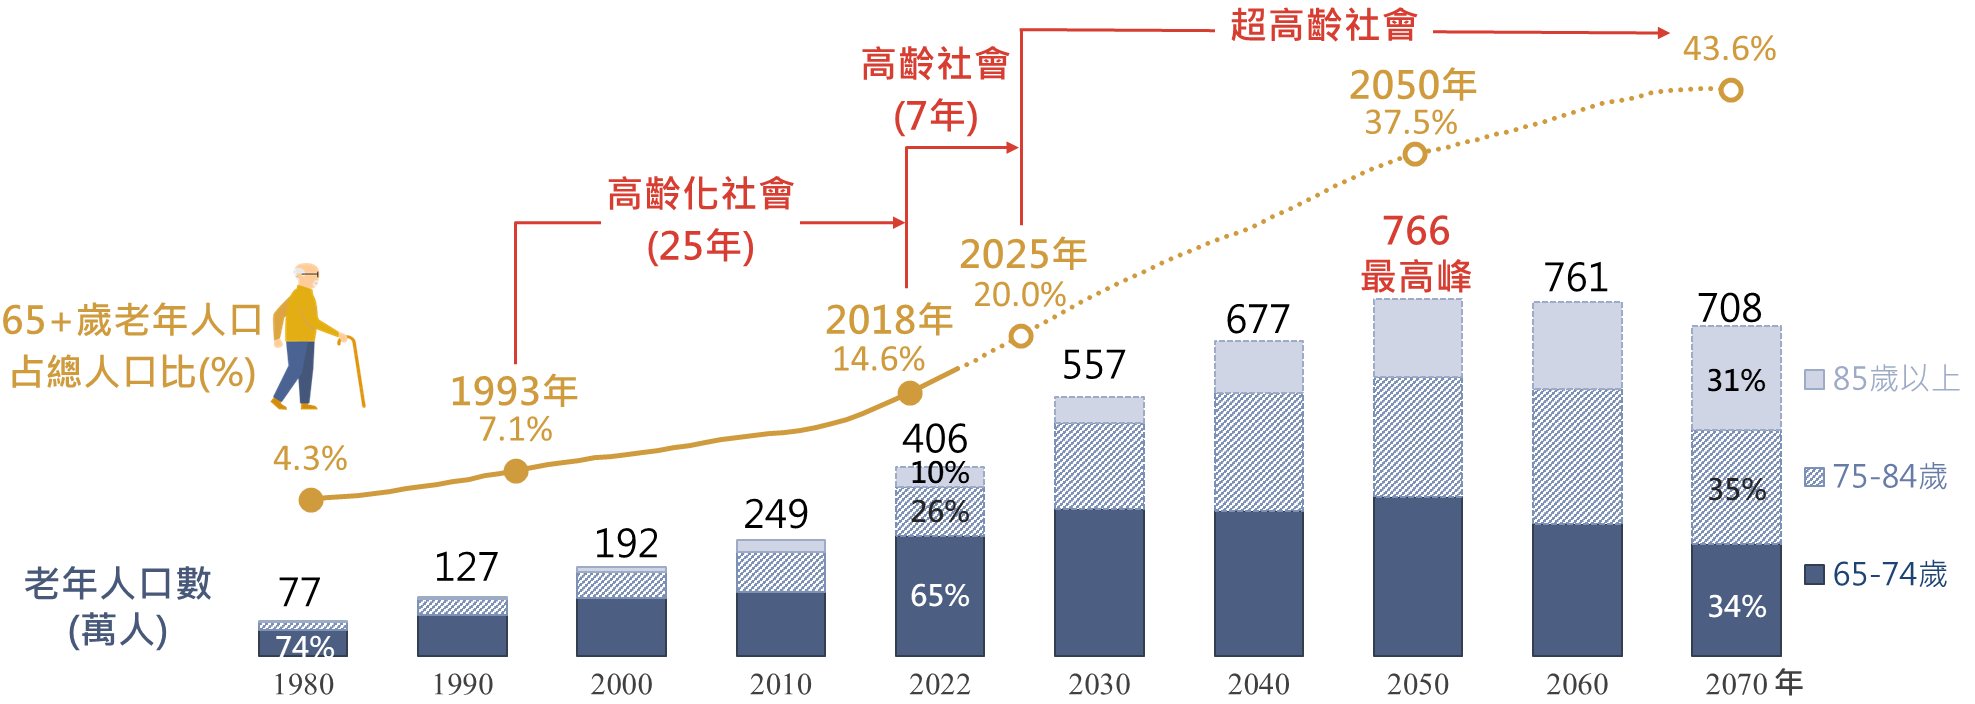 超高齡社會
高齡社會
(7年)
43.6%
2050年
37.5%
高齡化社會
(25年)
2025年
20.0%
766
最高峰
761
708
677
65+歲老年人口
占總人口比(%)
2018年
14.6%
557
1993年
7.1%
4.3%
406
10%
26%
65%
31%
35%
34%
85歲以上
75-84歲
65-74歲
249
192
127
77
74%
老年人口數
(萬人)
1980 1990 2000 2010 2022 2030 2040 2050 2060 2070 年